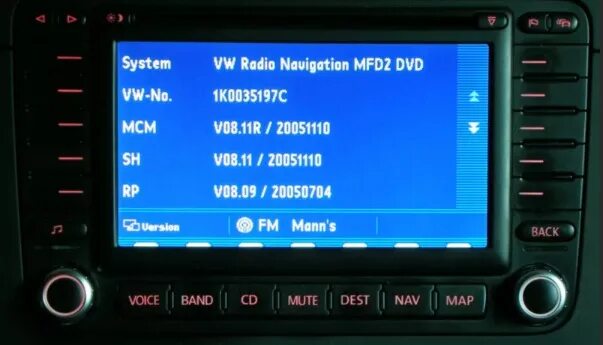 System VW Radio Navigation MFD2 DVD
VW-No. 1K0035197C
MCM V08.11R / 20051110
SH V08.11 / 20051110
RP V08.09 / 20050704
Version FM Mann's
BACK
VOICE BAND CD MUTE DEST NAV MAP